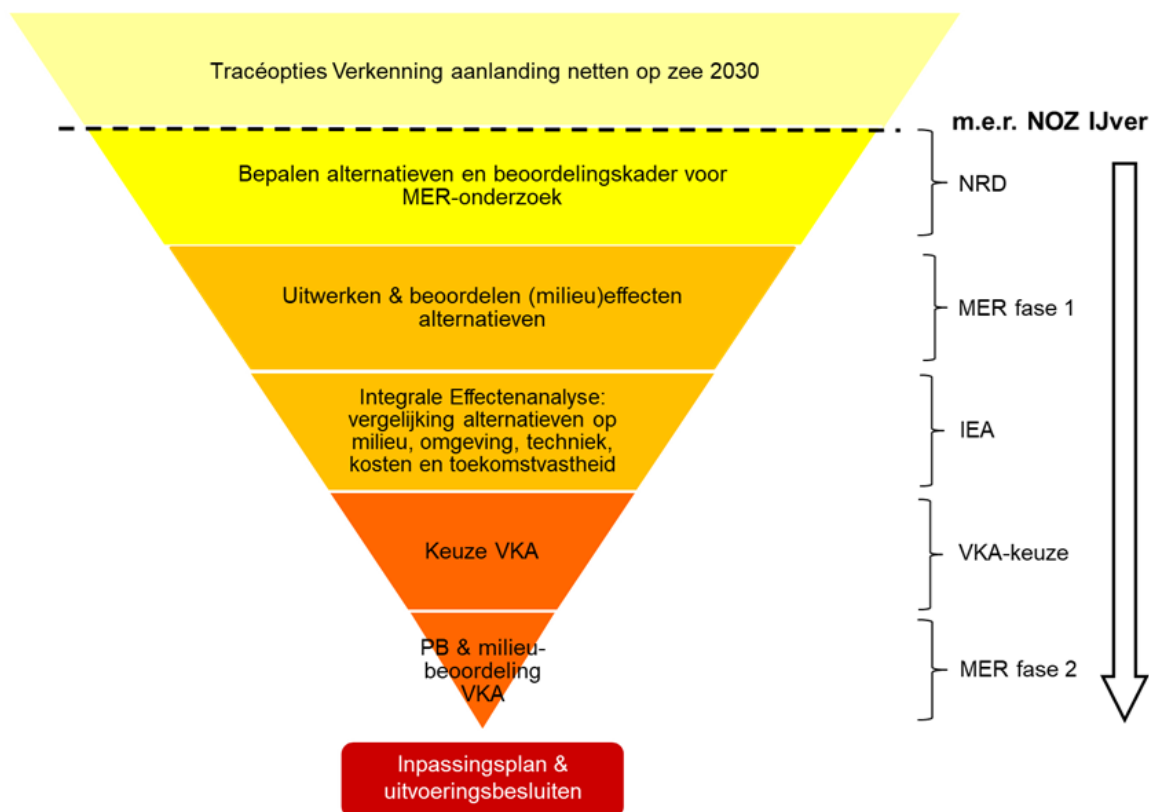 Tracéopties Verkenning aanlanding netten op zee 2030
m.e.r. NOZ IJver
Bepalen alternatieven en beoordelingskader voor
MER-onderzoek
NRD
Uitwerken & beoordelen (milieu)effecten
alternatieven
MER fase 1
Integrale Effectenanalyse:
vergelijking alternatieven op
milieu, omgeving, techniek,
kosten en toekomstvastheid
IEA
Keuze VKA
VKA-keuze
PB & milieu-
beoordeling
VKA
MER fase 2
Inpassingsplan &
uitvoeringsbesluiten